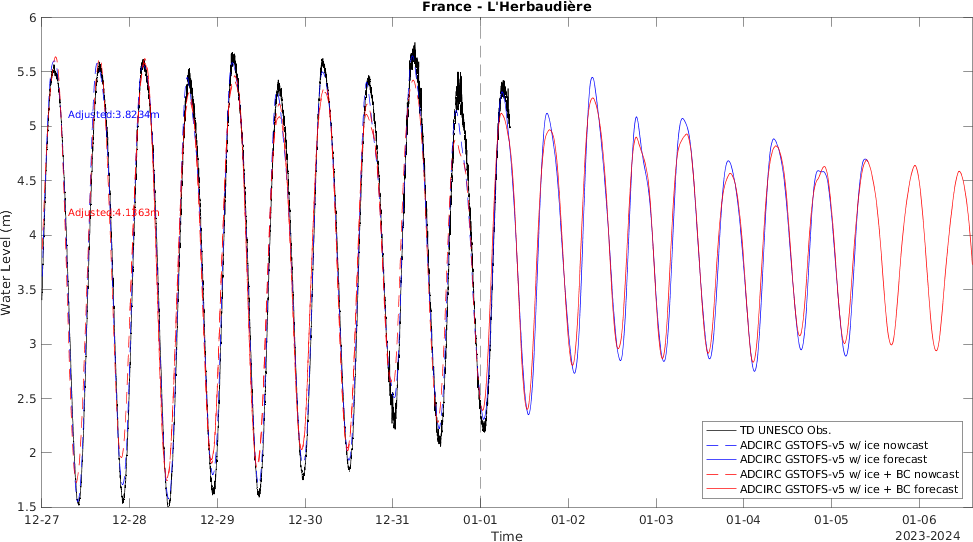 France - L'Herbaudière
6
5.5
5
4.5
4
3.5
3
2.5
2
1.5
Water Level (m)
Adjusted:3.8234m
Adjusted:4.1363m
TD UNESCO Obs.
ADCIRC GSTOFS-v5 w/ ice nowcast
ADCIRC GSTOFS-v5 w/ ice forecast
ADCIRC GSTOFS-v5 w/ ice + BC nowcast
ADCIRC GSTOFS-v5 w/ ice + BC forecast
12-27 12-28 12-29 12-30 12-31 01-01 01-02 01-03 01-04 01-05 01-06
Time
2023-2024